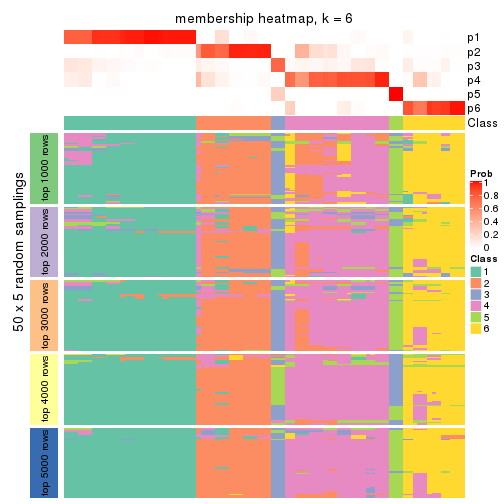 membership heatmap, k = 6
p1
p2
p3
p4
p5
p6
Class
50 x 5 random samplings
top 1000 rows
top 2000 rows
top 3000 rows
top 4000 rows
top 5000 rows
Prob
1
0.8
0.6
0.4
0.2
0
Class
1
2
3
4
5
6